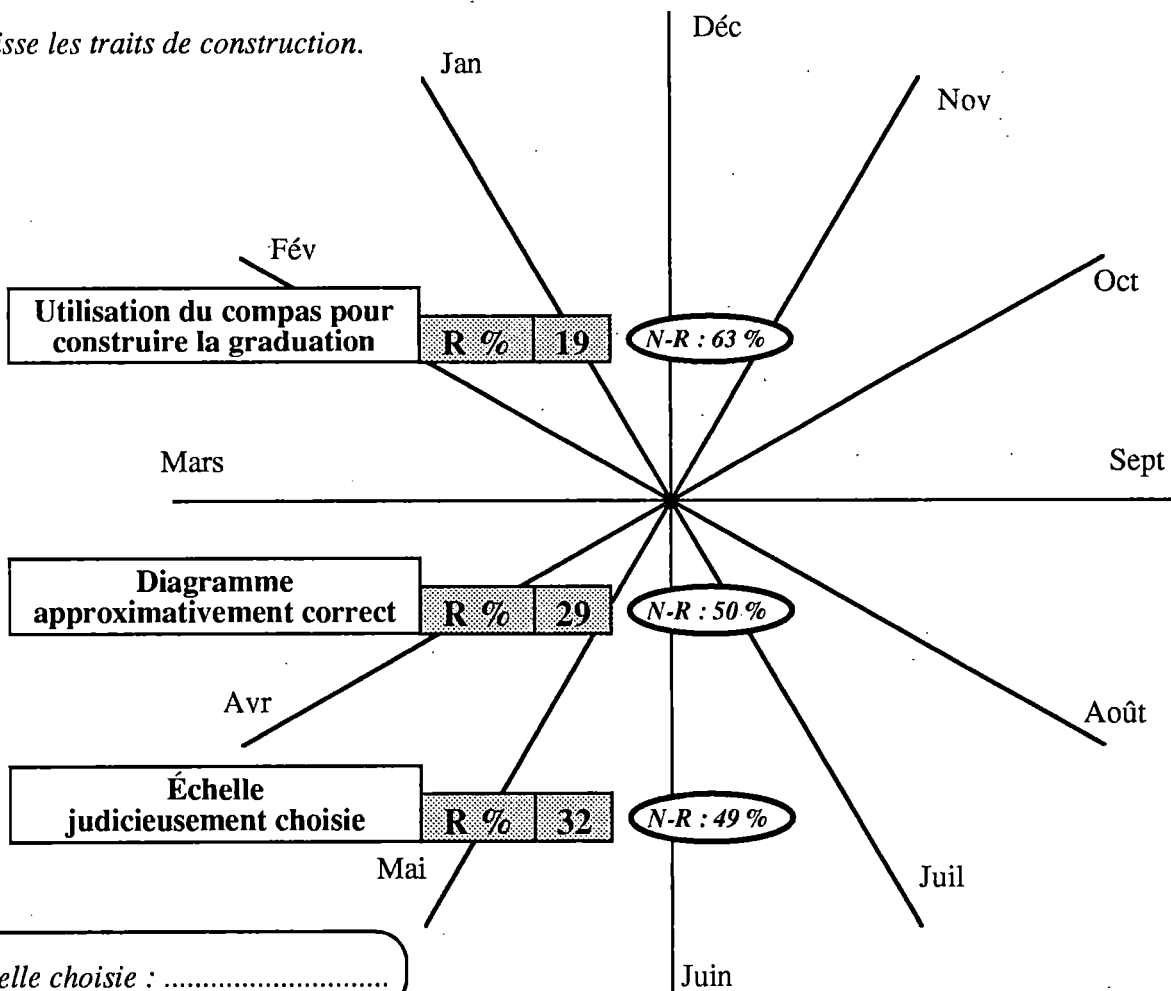 Déc
isse les traits de construction.
Jan
Nov
Fév
Oct
Utilisation du compas pour
construire la graduation
R % 19
N-R : 63 %
Mars
Sept
Diagramme
approximativement correct
R % 29
N-R : 50 %
Avr
Août
Échelle
judicieusement choisie
R % 32
N-R : 49 %
Mai
Juil
elle choisie : ............................
Juin